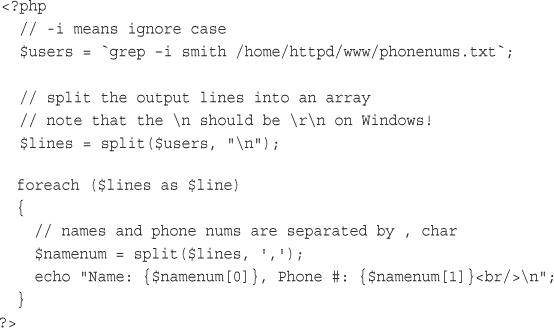 <?php
// -i means ignore case
$users = `grep -i smith /home/httpd/www/phonenums.txt`;
// split the output lines into an array
// note that the \n should be \r\n on Windows!
$lines = split($users, "\n");
foreach ($lines as $line)
{
// names and phone nums are separated by , char
$namenum = split($lines, ',');
echo "Name: {$namenum[0]}, Phone #: {$namenum[1]}<br/>\n";
}
?>